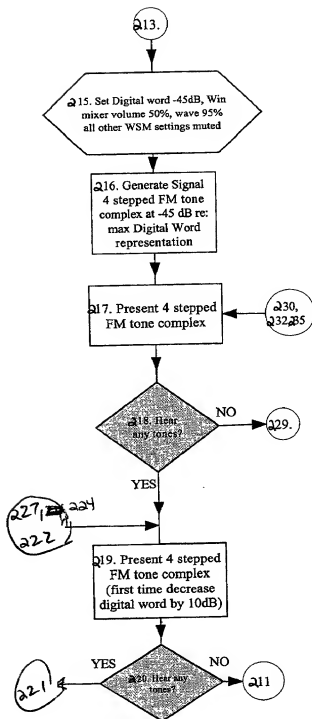 213.
215. Set Digital word -45dB, Win
mixer volume 50%, wave 95%
all other WSM settings muted
216. Generate Signal
4 stepped FM tone
complex at -45 dB re:
max Digital Word
representation
217. Present 4 stepped
FM tone complex
230,
232235
218. Hear
any tones?
NO
229.
YES
227, 224
222
219. Present 4 stepped
FM tone complex
(first time decrease
digital word by 10dB)
YES
220. Hear any
tones?
NO
221
211